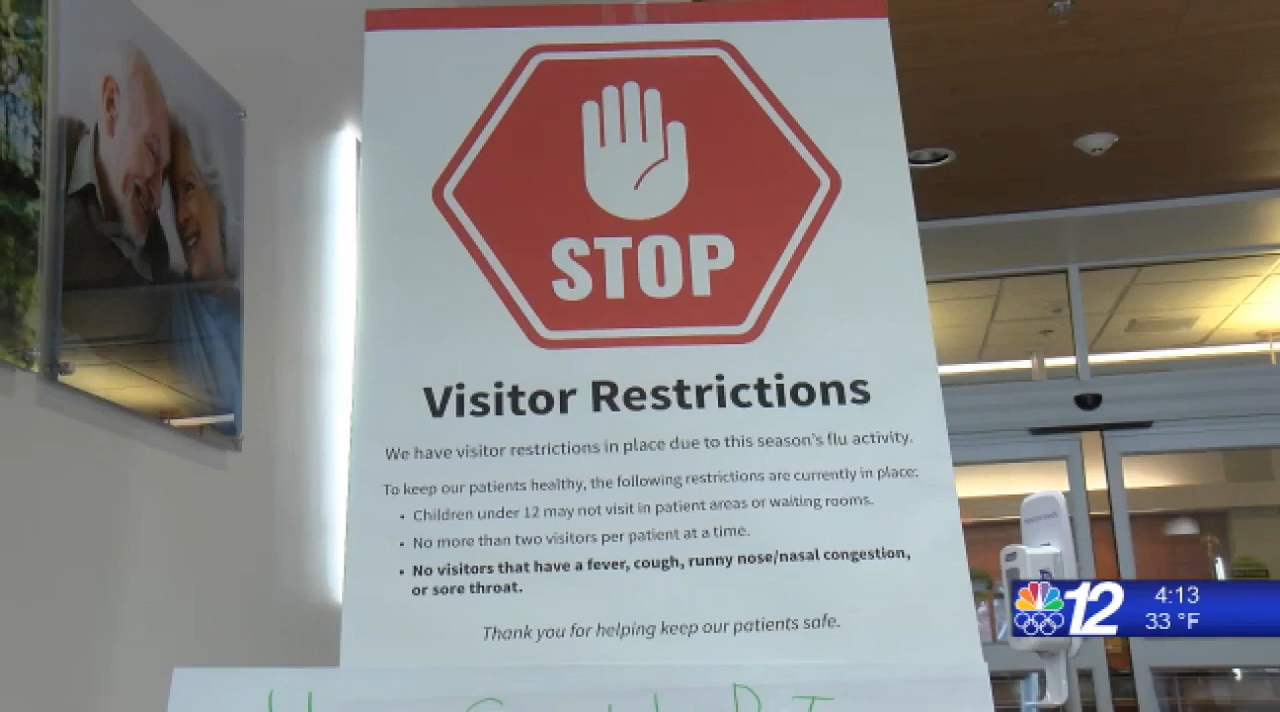 STOP
Visitor Restrictions
We have visitor restrictions in place due to this season's flu activity.
To keep our patients healthy, the following restrictions are currently in place:
• Children under 12 may not visit in patient areas or waiting rooms.
• No more than two visitors per patient at a time.
• No visitors that have a fever, cough, runny nose/nasal congestion,
or sore throat.
Thank you for helping keep our patients safe.
12
4:13
33 °F